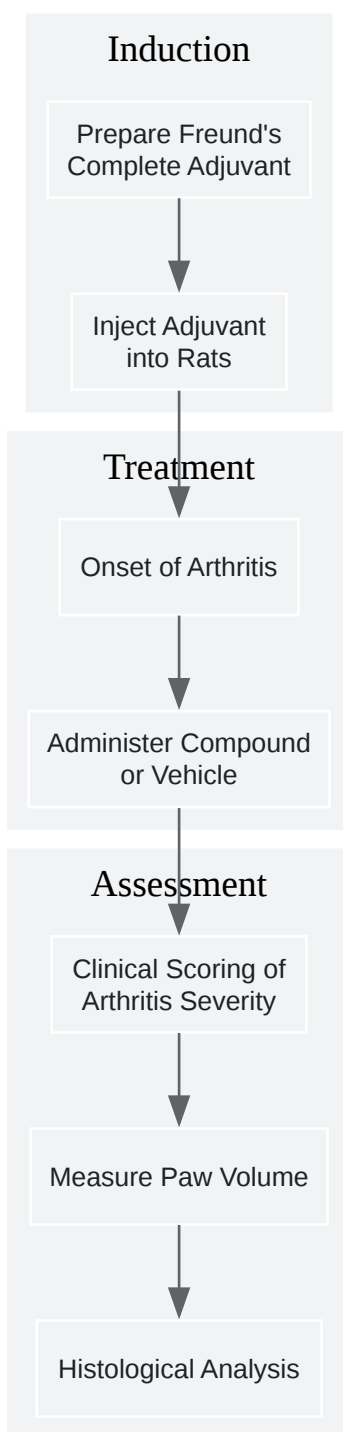 Induction
Prepare Freund's
Complete Adjuvant
Inject Adjuvant
into Rats
Treatment
Onset of Arthritis
Administer Compound
or Vehicle
Assessment
Clinical Scoring of
Arthritis Severity
Measure Paw Volume
Histological Analysis